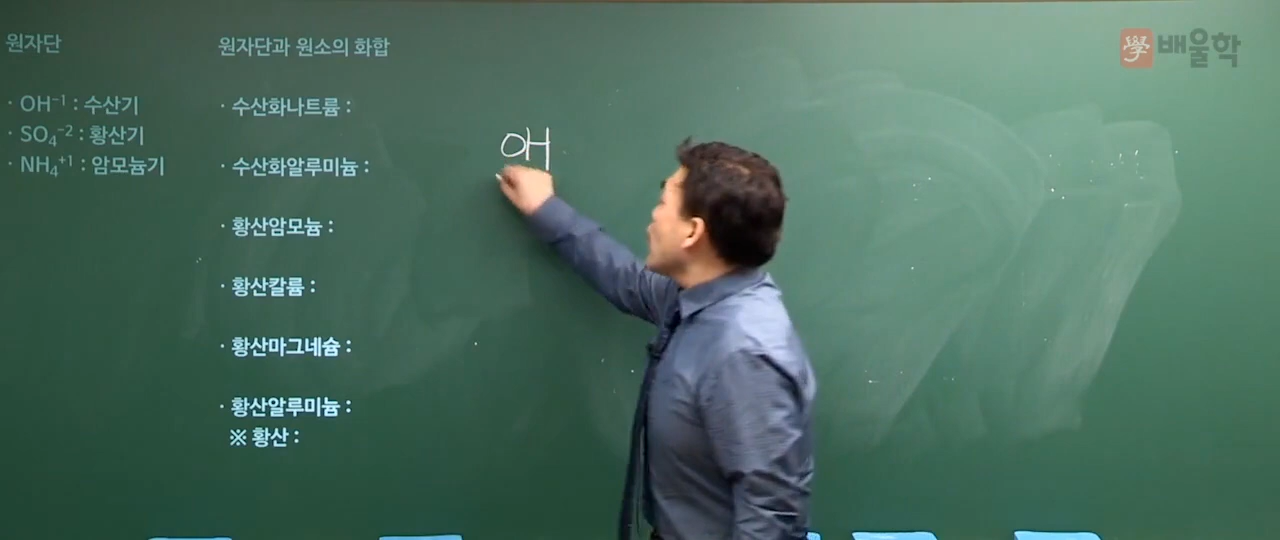 원자단
· OH⁻¹ : 수산기
· SO₄⁻² : 황산기
· NH₄⁺¹ : 암모늄기
원자단과 원소의 화합
· 수산화나트륨 :
· 수산화알루미늄 :
· 황산암모늄 :
· 황산칼륨 :
· 황산마그네슘 :
· 황산알루미늄 :
※ 황산 :
OH
學 배울학